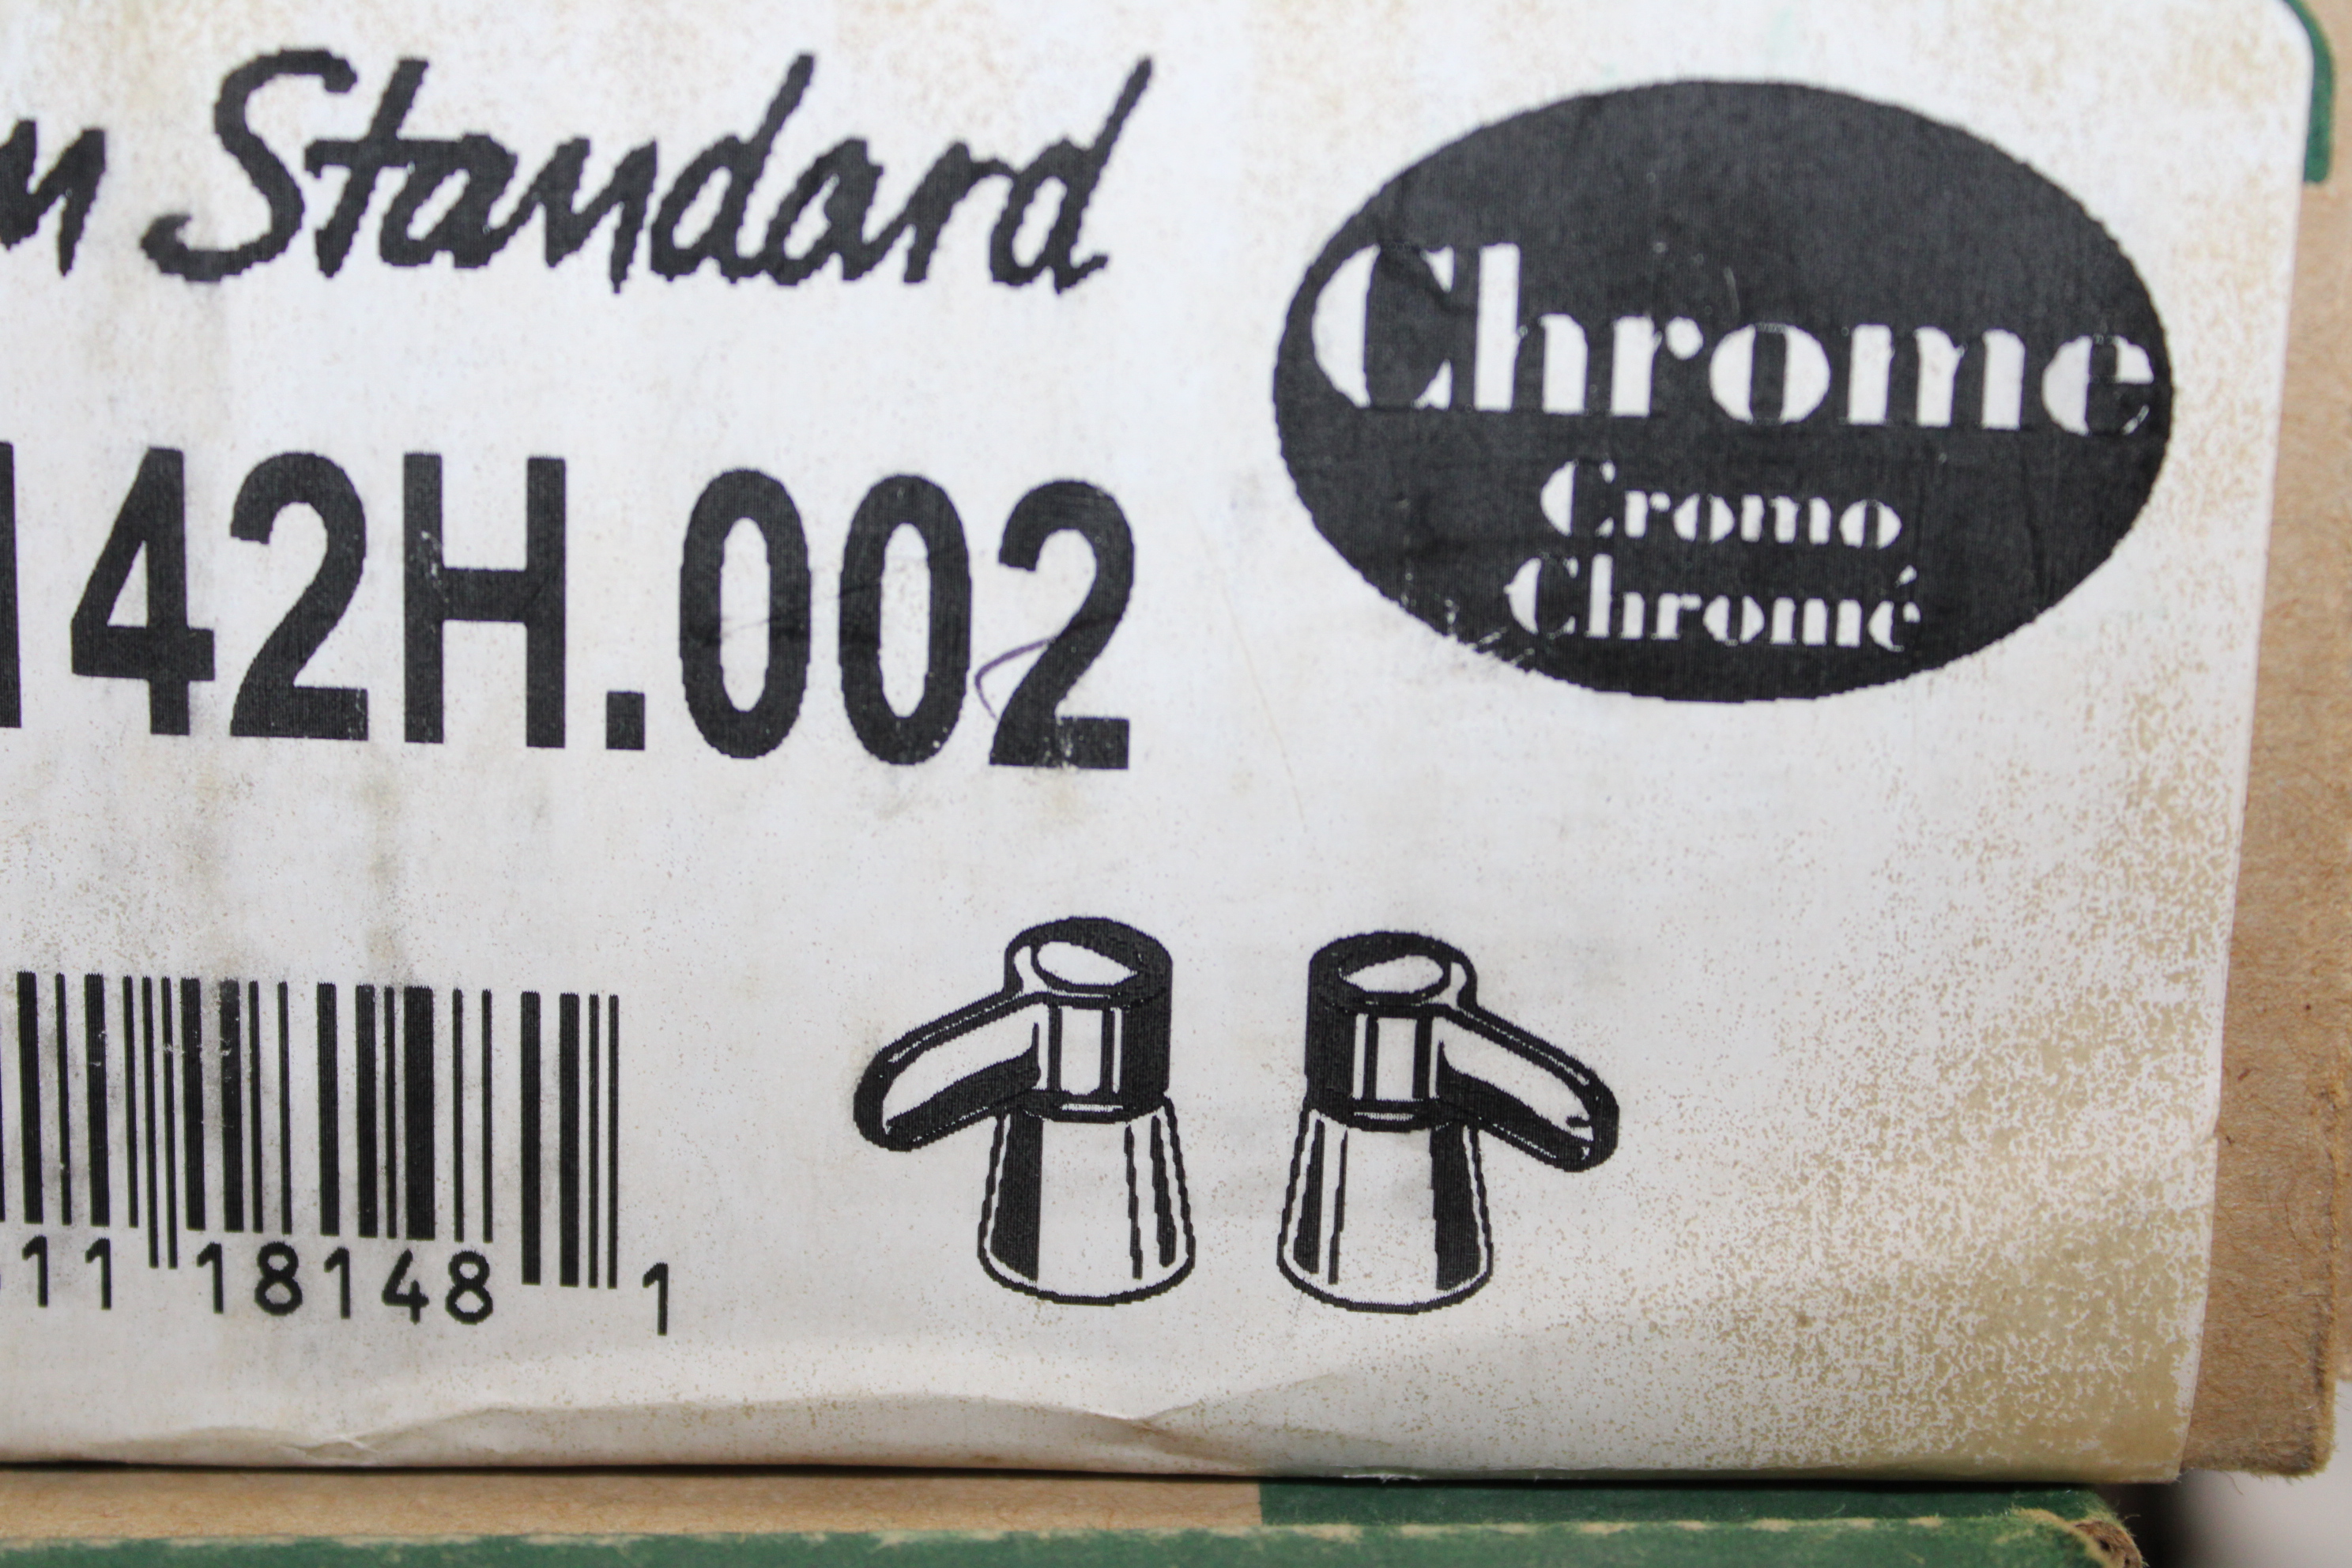 Standard
Chrome
Cromo
Chromé
142H.002
11 18148 1